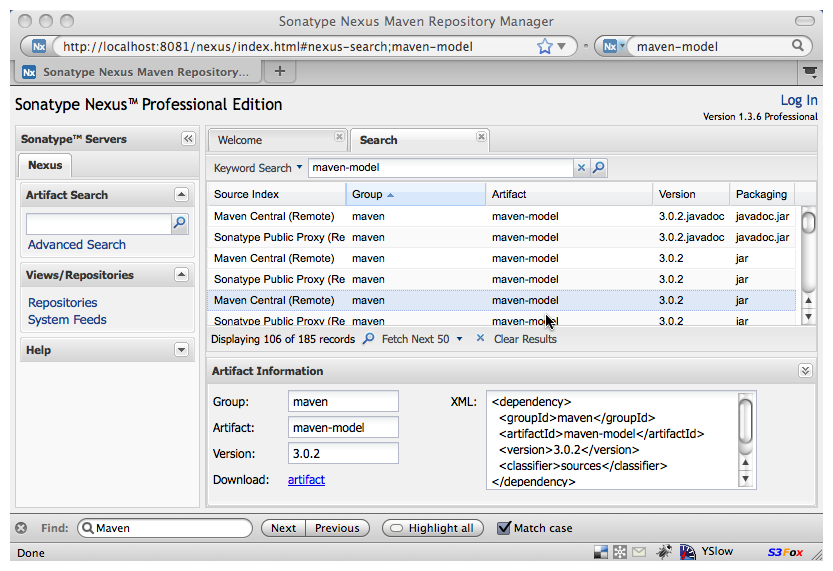 Sonatype Nexus Maven Repository Manager
Nx http://localhost:8081/nexus/index.html#nexus-search;maven-model Nx maven-model
Nx Sonatype Nexus Maven Repository... +
Sonatype Nexus™ Professional Edition Log In
Version 1.3.6 Professional
Sonatype™ Servers Welcome Search
Nexus Keyword Search maven-model
Artifact Search Source Index Group Artifact Version Packaging
Maven Central (Remote) maven maven-model 3.0.2.javadoc javadoc.jar
Sonatype Public Proxy (Re maven maven-model 3.0.2.javadoc javadoc.jar
Advanced Search Maven Central (Remote) maven maven-model 3.0.2 jar
Views/Repositories Sonatype Public Proxy (Re maven maven-model 3.0.2 jar
Repositories Maven Central (Remote) maven maven-model 3.0.2 jar
System Feeds Sonatype Public Proxy (Re maven maven-model 3.0.2 jar
Displaying 106 of 185 records Fetch Next 50 Clear Results
Help
Artifact Information
Group: maven XML: <dependency>
<groupId>maven</groupId>
Artifact: maven-model <artifactId>maven-model</artifactId>
Version: 3.0.2 <version>3.0.2</version>
<classifier>sources</classifier>
Download: artifact </dependency>
Find: Maven Next Previous Highlight all Match case
Done YSlow S3Fox